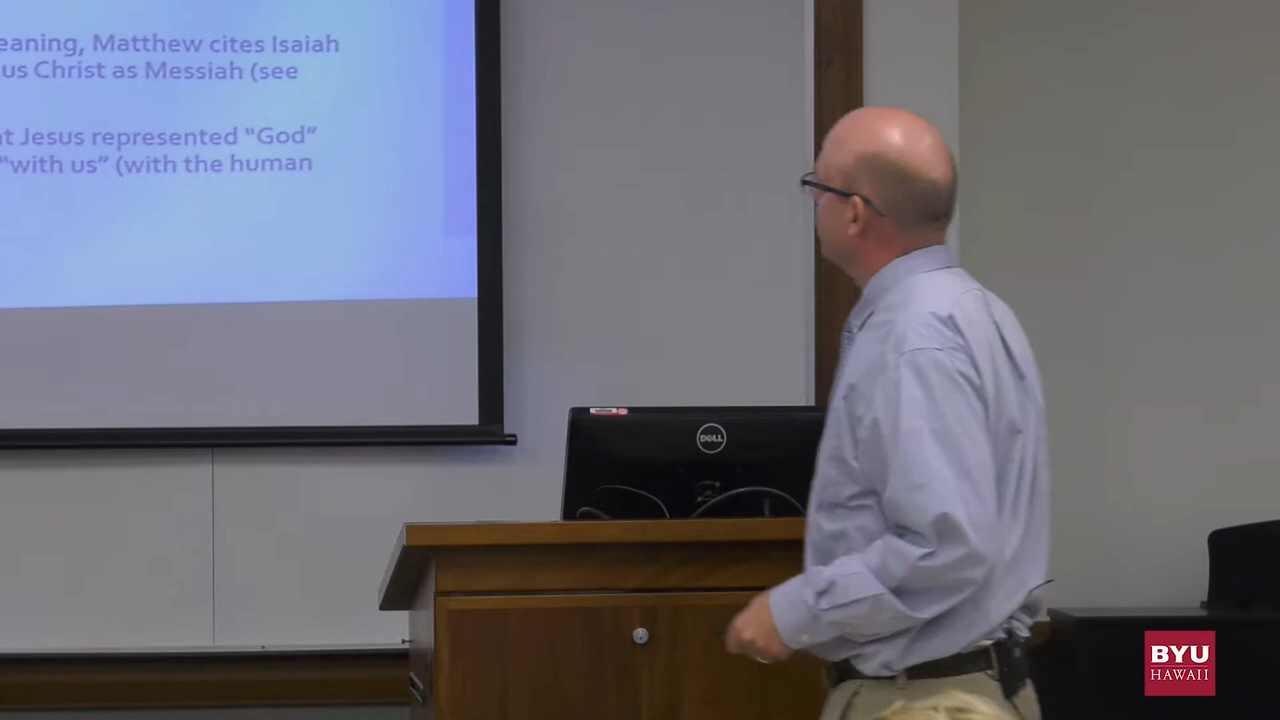 eaning, Matthew cites Isaiah
us Christ as Messiah (see
at Jesus represented “God”
“with us” (with the human
DELL
BYU
HAWAII